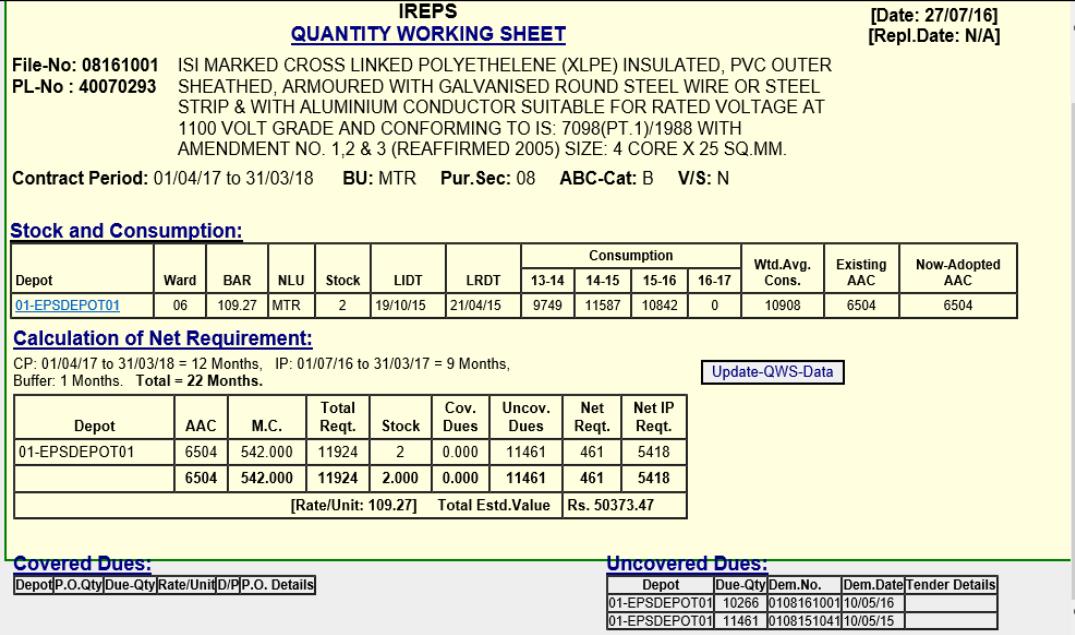 IREPS
QUANTITY WORKING SHEET
[Date: 27/07/16]
[Repl.Date: N/A]
File-No: 08161001 ISI MARKED CROSS LINKED POLYETHELENE (XLPE) INSULATED, PVC OUTER
PL-No : 40070293 SHEATHED, ARMOURED WITH GALVANISED ROUND STEEL WIRE OR STEEL
STRIP & WITH ALUMINIUM CONDUCTOR SUITABLE FOR RATED VOLTAGE AT
1100 VOLT GRADE AND CONFORMING TO IS: 7098(PT.1)/1988 WITH
AMENDMENT NO. 1,2 & 3 (REAFFIRMED 2005) SIZE: 4 CORE X 25 SQ.MM.
Contract Period: 01/04/17 to 31/03/18 BU: MTR Pur.Sec: 08 ABC-Cat: B V/S: N
Stock and Consumption:
Depot Ward BAR NLU Stock LIDT LRDT Consumption Wtd.Avg. Cons. Existing AAC Now-Adopted AAC
13-14 14-15 15-16 16-17
01-EPSDEPOT01 06 109.27 MTR 2 19/10/15 21/04/15 9749 11587 10842 0 10908 6504 6504
Calculation of Net Requirement:
CP: 01/04/17 to 31/03/18 = 12 Months, IP: 01/07/16 to 31/03/17 = 9 Months,
Buffer: 1 Months. Total = 22 Months.
Update-QWS-Data
Depot AAC M.C. Total Reqt. Stock Cov. Dues Uncov. Dues Net Reqt. Net IP Reqt.
01-EPSDEPOT01 6504 542.000 11924 2 0.000 11461 461 5418
6504 542.000 11924 2.000 0.000 11461 461 5418
[Rate/Unit: 109.27] Total Estd.Value Rs. 50373.47
Covered Dues:
Depot P.O.Qty Due-Qty Rate/Unit D/P P.O. Details
Uncovered Dues:
Depot Due-Qty Dem.No. Dem.Date Tender Details
01-EPSDEPOT01 10266 0108161001 10/05/16
01-EPSDEPOT01 11461 0108151041 10/05/15